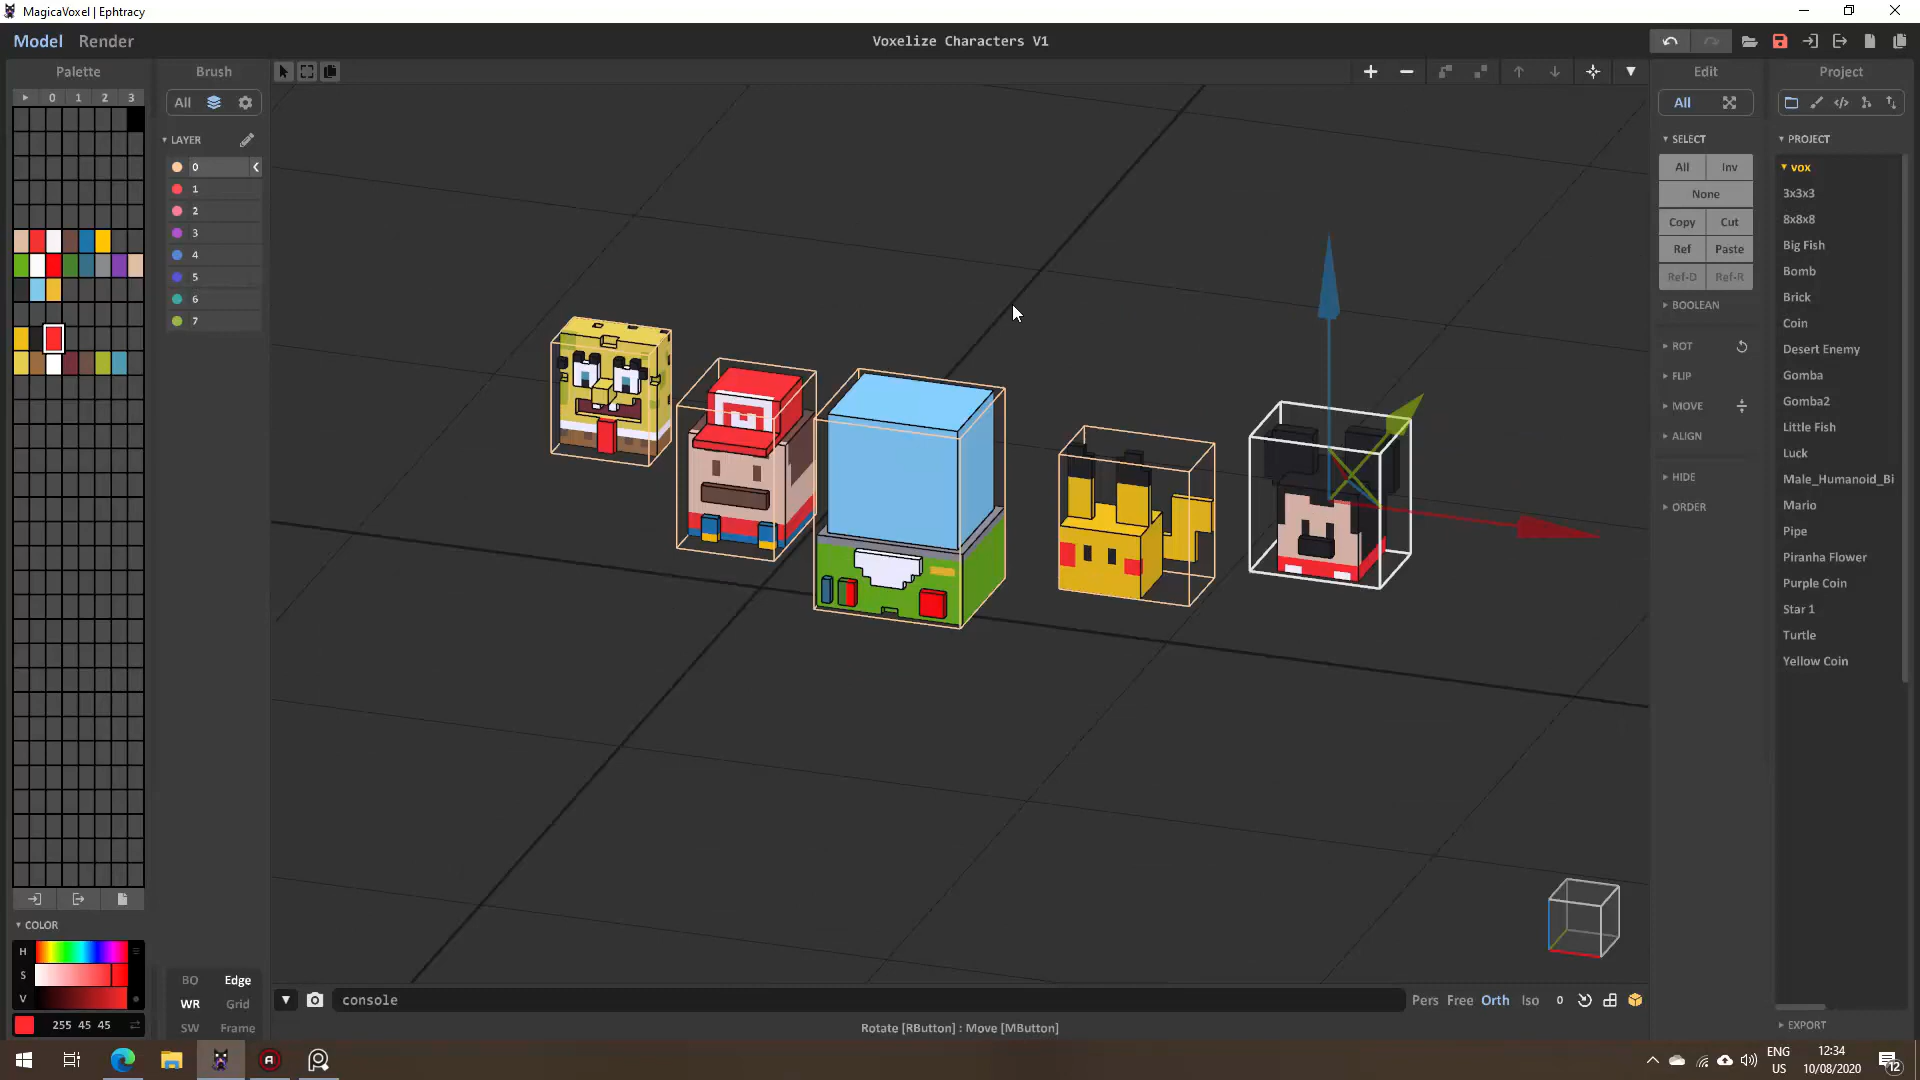 MagicaVoxel | Ephtracy
Model Render
Voxelize Characters V1
Palette
Brush
Edit
Project
0 1 2 3
All
All
LAYER
SELECT
PROJECT
0
1
2
3
4
5
6
7
All Inv
None
Copy Cut
Ref Paste
Ref-D Ref-R
BOOLEAN
ROT
FLIP
MOVE
ALIGN
HIDE
ORDER
vox
3x3x3
8x8x8
Big Fish
Bomb
Brick
Coin
Desert Enemy
Gomba
Gomba2
Little Fish
Luck
Male_Humanoid_Bi
Mario
Pipe
Piranha Flower
Purple Coin
Star 1
Turtle
Yellow Coin
COLOR
H
S
V
255 45 45
BQ Edge
WR Grid
SW Frame
console
Pers Free Orth Iso 0
Rotate [RButton] : Move [MButton]
EXPORT
ENG
US
12:34
10/08/2020
12